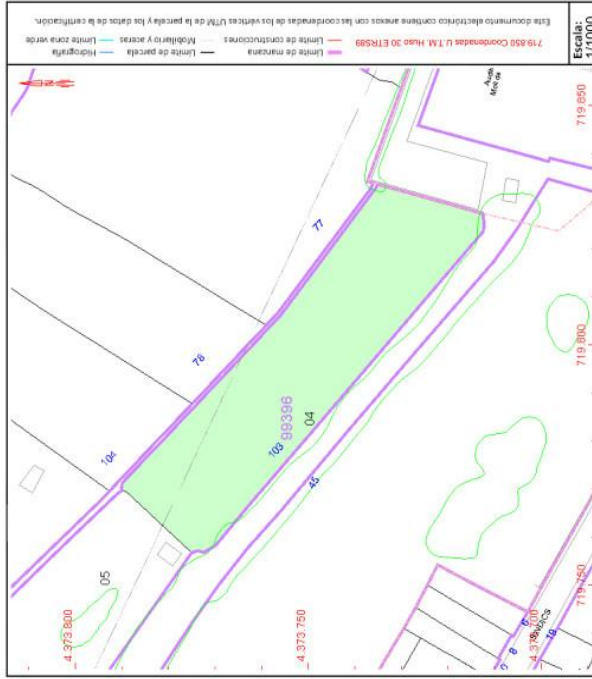 Este documento electrónico contiene anexos con las coordenadas de los vértices UTM de la parcela y los datos de la certificación.
719.850 Coordenadas U.T.M. Huso 30 ETRS89
Límite de manzana
Límite de parcela
Límite de construcciones
Mobiliario y aceras
Límite zona verde
Hidrografía
Escala:
1/1000
4.373.800
4.373.750
4.373.700
719.850
719.800
719.750
77
78
104
99396
103
04
45
05
6
8
19